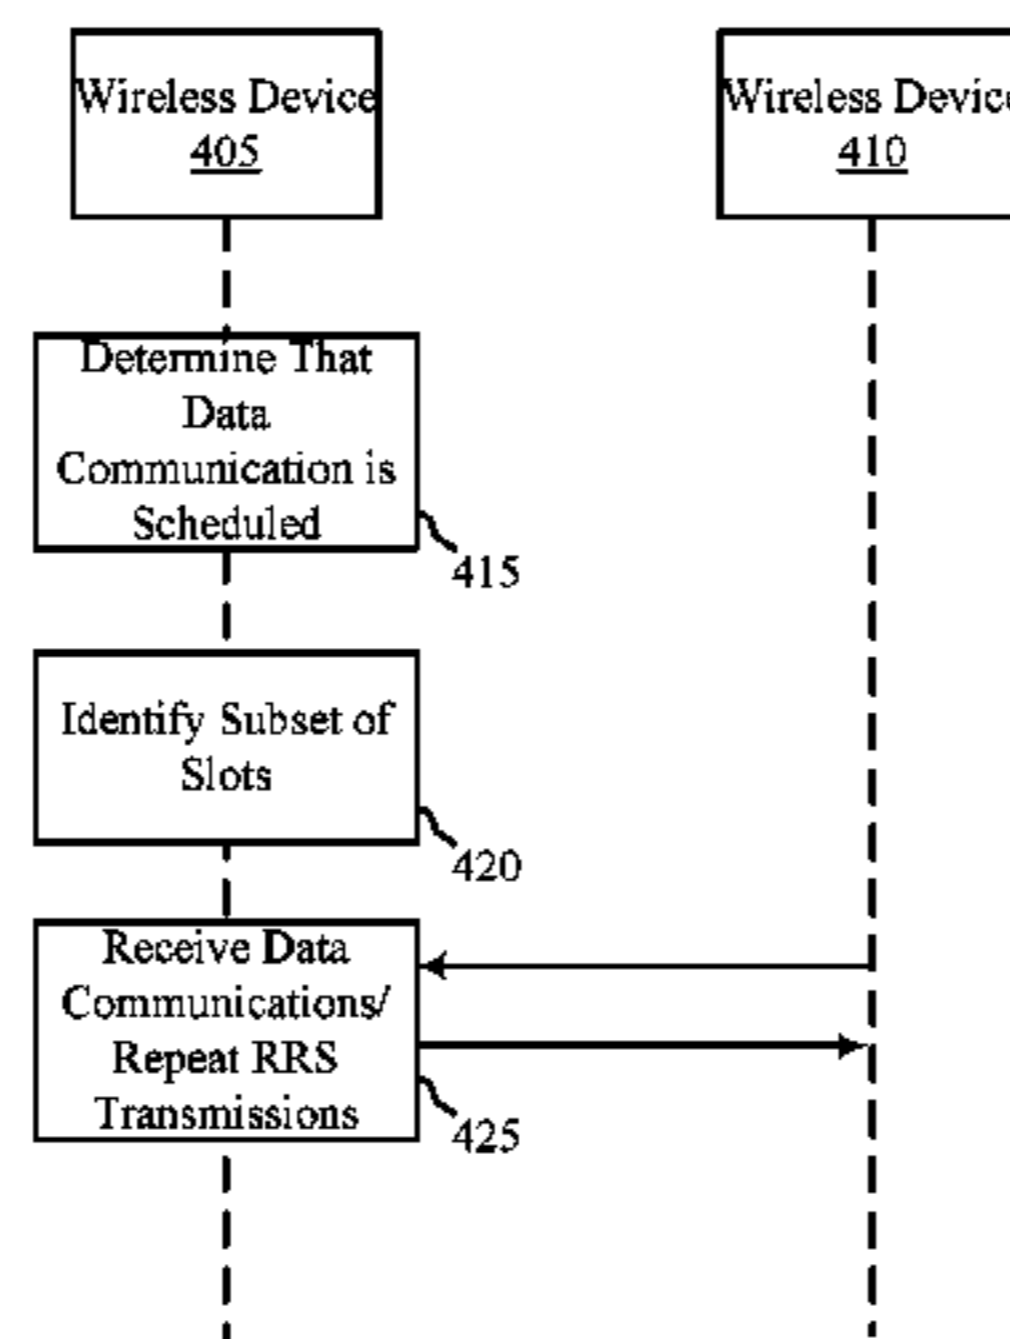 Wireless Device
405
Wireless Device
410
Determine That
Data
Communication is
Scheduled
415
Identify Subset of
Slots
420
Receive Data
Communications/
Repeat RRS
Transmissions
425